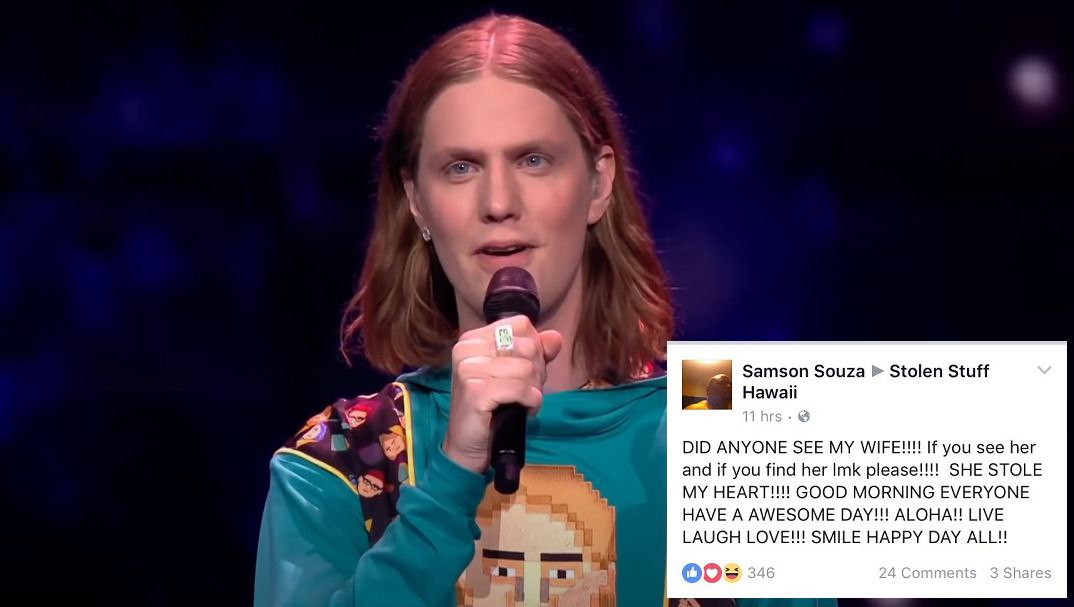 Samson Souza ▶ Stolen Stuff
Hawaii
11 hrs ·
DID ANYONE SEE MY WIFE!!!! If you see her
and if you find her lmk please!!!!  SHE STOLE
MY HEART!!!! GOOD MORNING EVERYONE
HAVE A AWESOME DAY!!! ALOHA!! LIVE
LAUGH LOVE!!! SMILE HAPPY DAY ALL!!
346 24 Comments 3 Shares